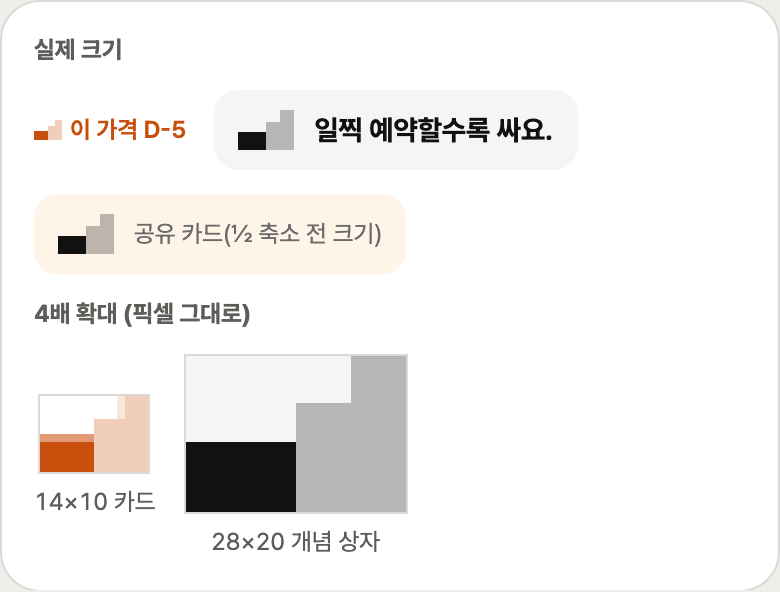 실제 크기
이 가격 D-5
일찍 예약할수록 싸요.
공유 카드(½ 축소 전 크기)
4배 확대 (픽셀 그대로)
14×10 카드
28×20 개념 상자